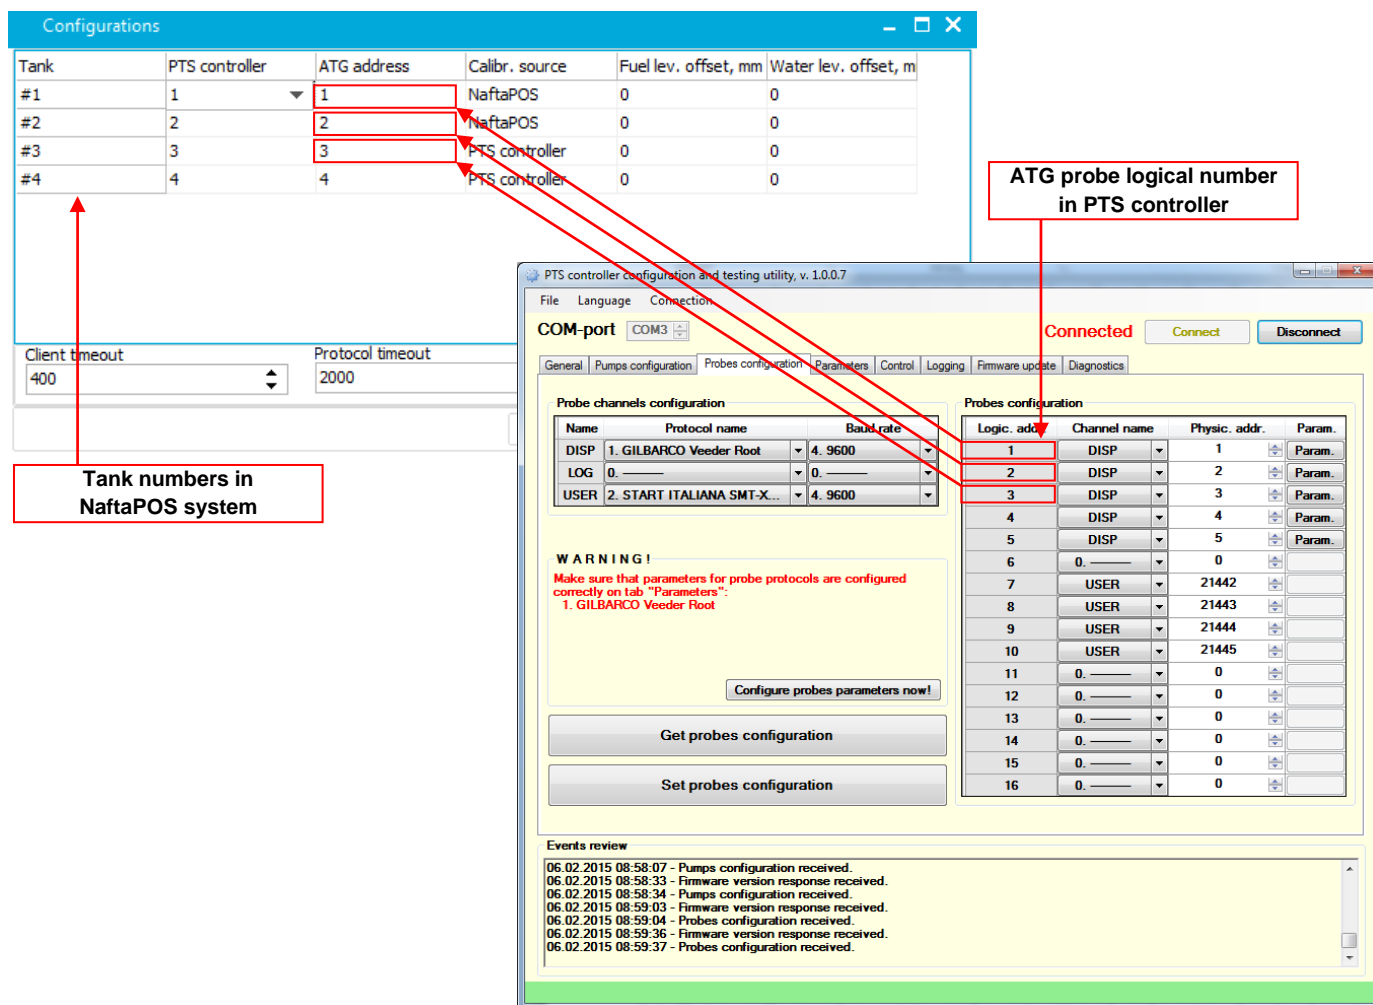 Configurations
Tank PTS controller ATG address Calibr. source Fuel lev. offset, mm Water lev. offset, m
#1 1 1 NaftaPOS 0 0
#2 2 2 NaftaPOS 0 0
#3 3 3 PTS controller 0 0
#4 4 4 PTS controller 0 0
Client timeout Protocol timeout
400 2000
Tank numbers in
NaftaPOS system
ATG probe logical number
in PTS controller
PTS controller configuration and testing utility, v. 1.0.0.7
File Language Connection
COM-port COM3 Connected Connect Disconnect
General Pumps configuration Probes configuration Parameters Control Logging Firmware update Diagnostics
Probe channels configuration
Name Protocol name Baud rate
DISP 1. GILBARCO Veeder Root 4. 9600
LOG 0. ——— 0. ———
USER 2. START ITALIANA SMT-X... 4. 9600
WARNING!
Make sure that parameters for probe protocols are configured
correctly on tab "Parameters":
1. GILBARCO Veeder Root
Configure probes parameters now!
Get probes configuration
Set probes configuration
Probes configuration
Logic. addr. Channel name Physic. addr. Param.
1 DISP 1 Param.
2 DISP 2 Param.
3 DISP 3 Param.
4 DISP 4 Param.
5 DISP 5 Param.
6 0. ——— 0
7 USER 21442
8 USER 21443
9 USER 21444
10 USER 21445
11 0. ——— 0
12 0. ——— 0
13 0. ——— 0
14 0. ——— 0
15 0. ——— 0
16 0. ——— 0
Events review
06.02.2015 08:58:07 - Pumps configuration received.
06.02.2015 08:58:33 - Firmware version response received.
06.02.2015 08:58:34 - Pumps configuration received.
06.02.2015 08:59:03 - Firmware version response received.
06.02.2015 08:59:04 - Probes configuration received.
06.02.2015 08:59:36 - Firmware version response received.
06.02.2015 08:59:37 - Probes configuration received.